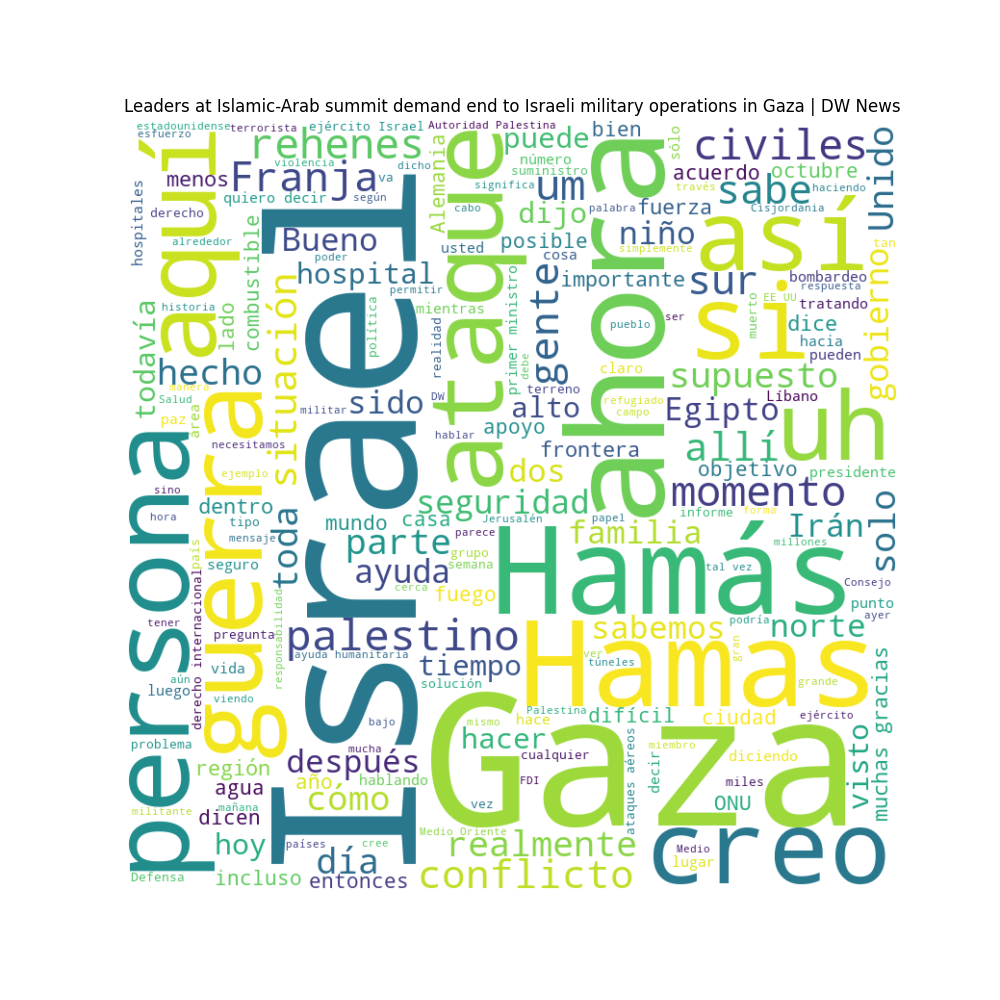 Leaders at Islamic-Arab summit demand end to Israeli military operations in Gaza | DW News
estadounidense
esfuerzo
terrorista
ejército Israel
Autoridad Palestina
bien
sólo
aquí
rehenes
violencia
dicho
puede
civiles
Unido
hospitales
menos
Franja
va
según
quiero decir
Alemania
número
suministro
significa
um
acuerdo
octubre
través
sabe
haciendo
derecho
cabo
dijo
palabra
fuerza
Cisjordania
alrededor
combustible
Bueno
poder
usted
posible
cosa
niño
simplemente
así
tan
gobierno
Israel
ataque
ahora
hospital
permitir
gente
importante
sur
bombardeo
respuesta
EE UU
tratando
historia
lado
todavía
situación
política
mientras
realidad
primer ministro
debe
pueblo
ser
si
muerto
dice
hacia
pueden
hecho
manera
Salud
paz
área
claro
supuesto
terreno
refugiado
campo
Líbano
sido
DW
militar
alto
Egipto
uh
persona
guerra
necesitamos
hablar
apoyo
frontera
allí
ejemplo
dos
objetivo
presidente
sino
seguridad
momento
dentro
toda
hora
tipo
mundo
casa
Jerusalén
papel
informe
forma
solo
mensaje
país
parece
familia
Irán
parte
grupo
millones
seguro
semana
Hamás
ayuda
cerca
tal vez
Consejo
derecho internacional
responsabilidad
fuego
punto
tener
pregunta
palestino
sabemos
podría
ayer
norte
Hamas
gran
ayuda humanitaria
ver
túneles
vida
tiempo
aún
luego
viendo
solución
grande
muchas gracias
bajo
Gaza
Palestina
mismo
hace
difícil
ciudad
ejército
problema
mucha
hacer
miembro
visto
región
después
cualquier
diciendo
ataques aéreos
decir
agua
año
hablando
FDI
miles
mañana
militante
cómo
vez
ONU
dicen
Medio Oriente
hoy
países
cree
realmente
creo
Medio
día
lugar
Defensa
incluso
entonces
conflicto